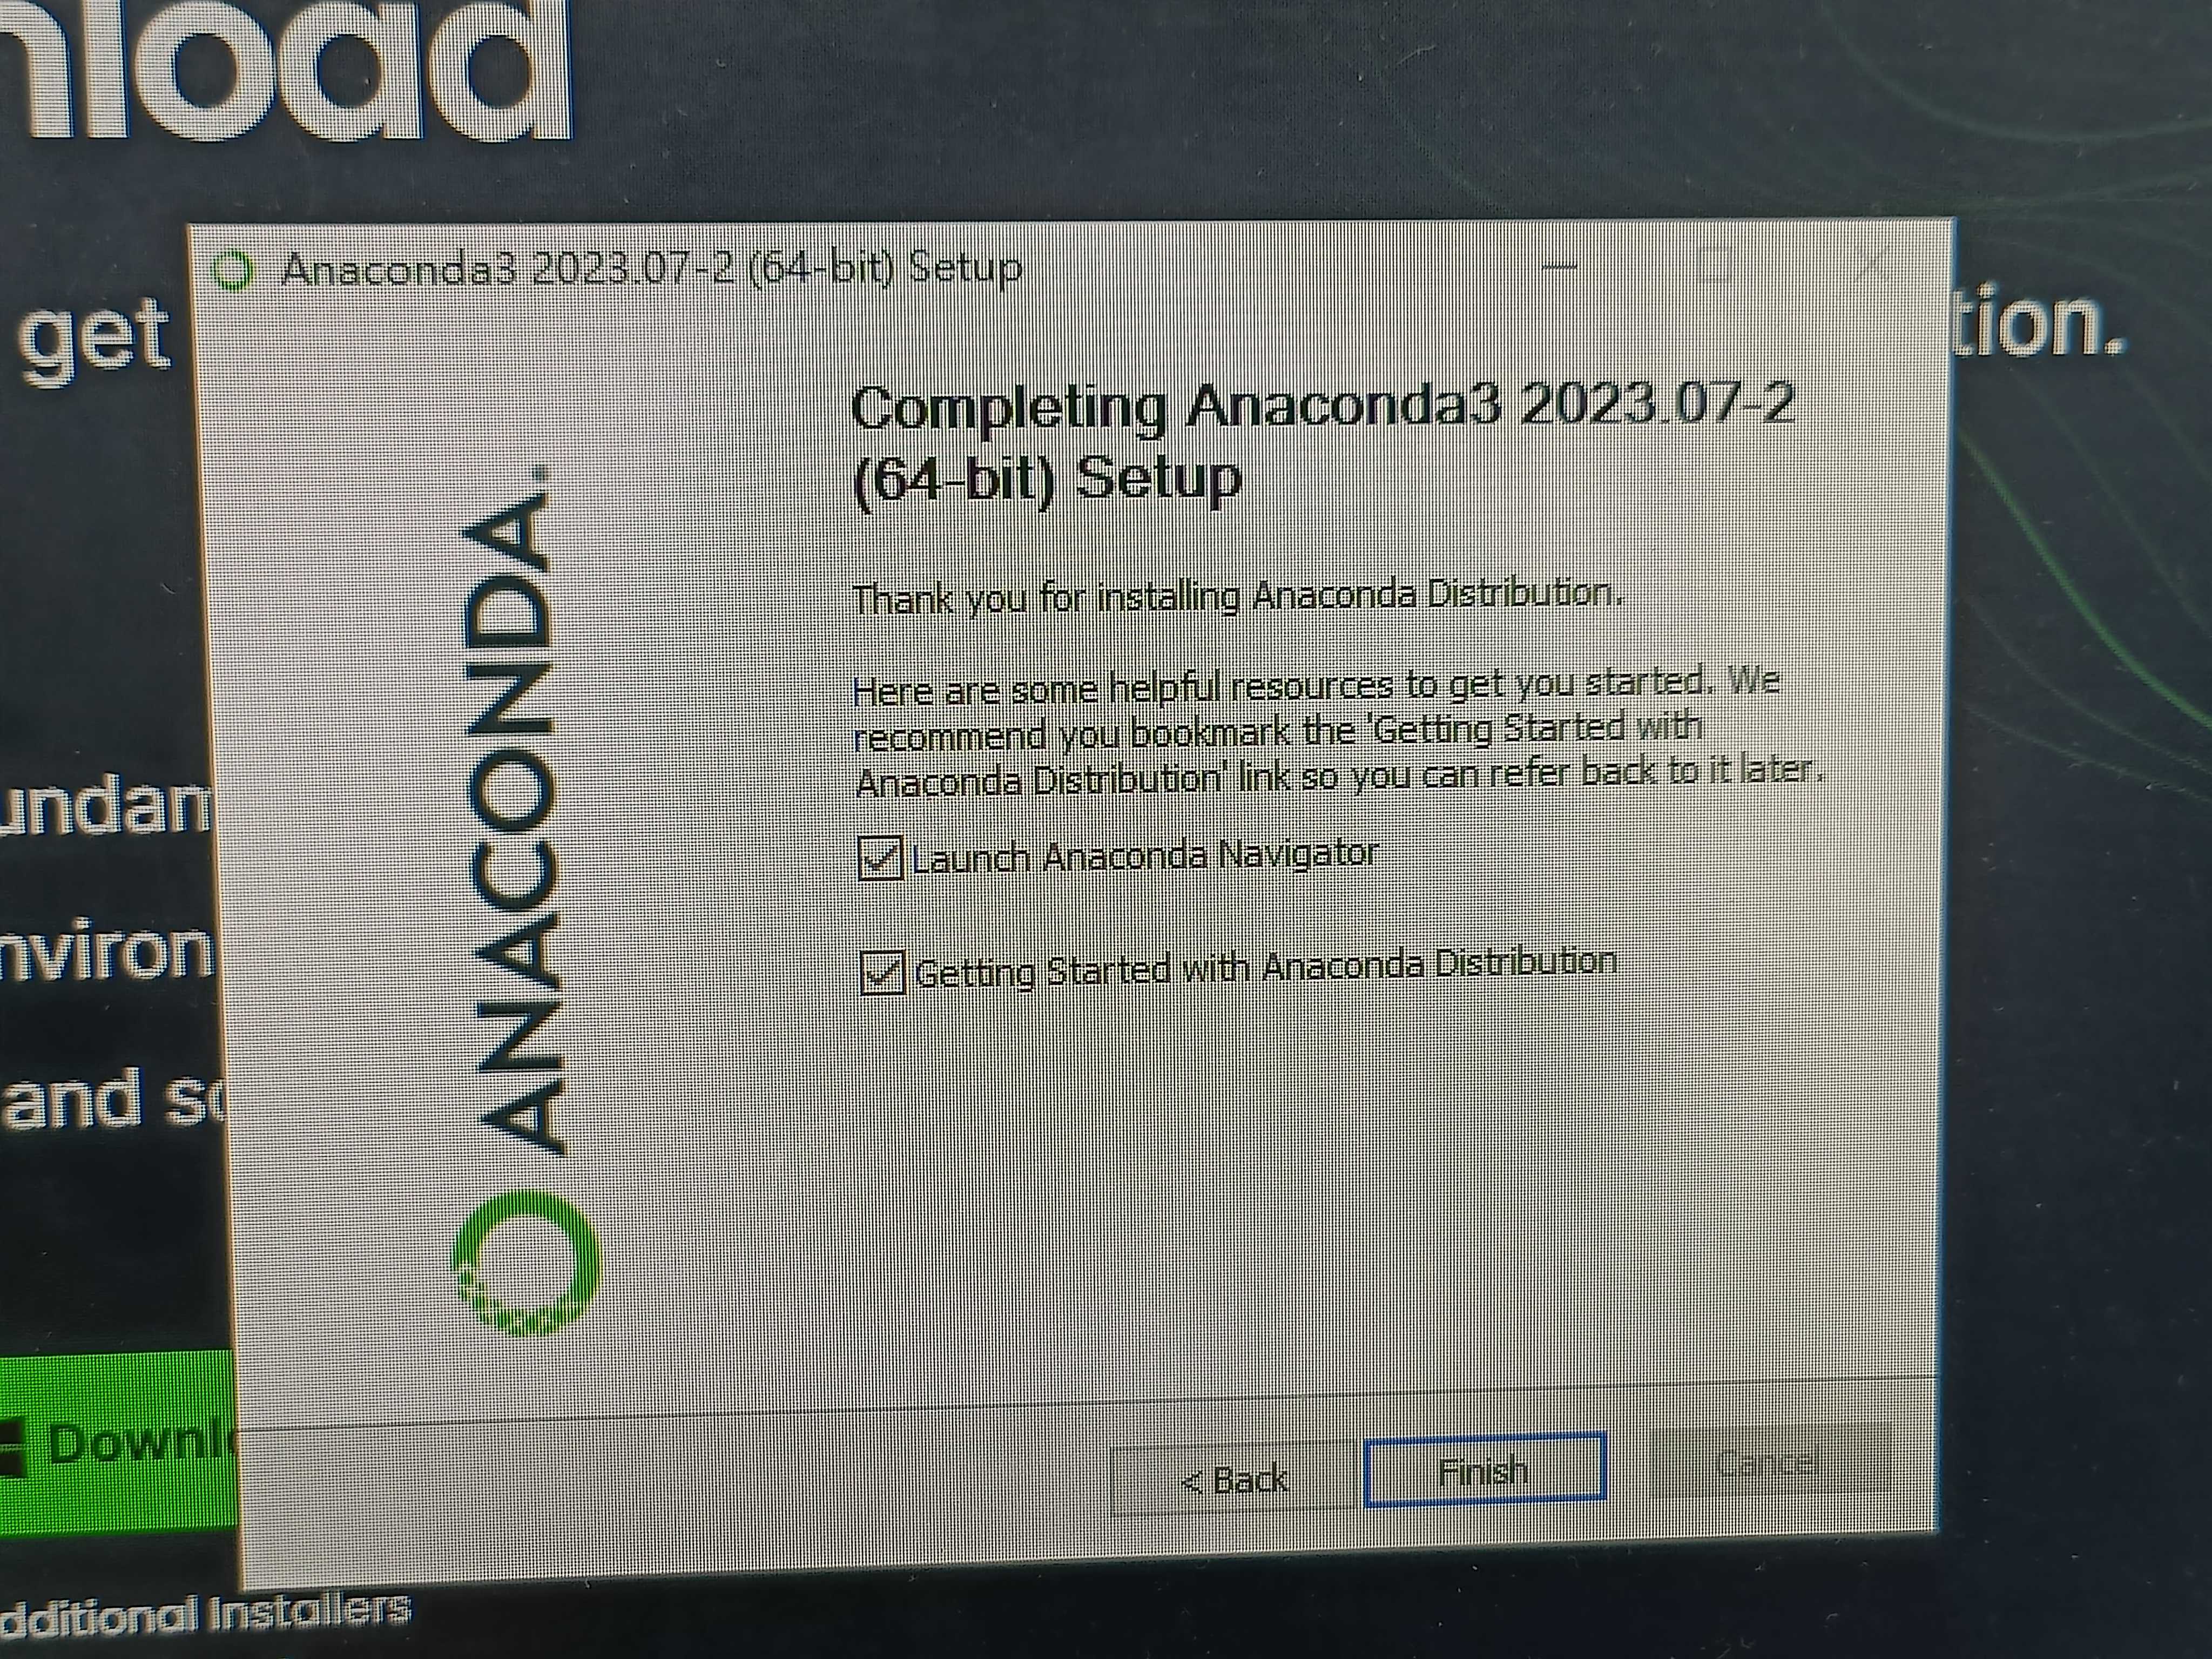 nload
get
tion.
Anaconda3 2023.07-2 (64-bit) Setup
Completing Anaconda3 2023.07-2
(64-bit) Setup
Thank you for installing Anaconda Distribution.
Here are some helpful resources to get you started. We
recommend you bookmark the 'Getting Started with
Anaconda Distribution' link so you can refer back to it later.
Launch Anaconda Navigator
Getting Started with Anaconda Distribution
ANACONDA.
< Back
Finish
Cancel
undam
nviron
and so
Downlo
dditional Installers